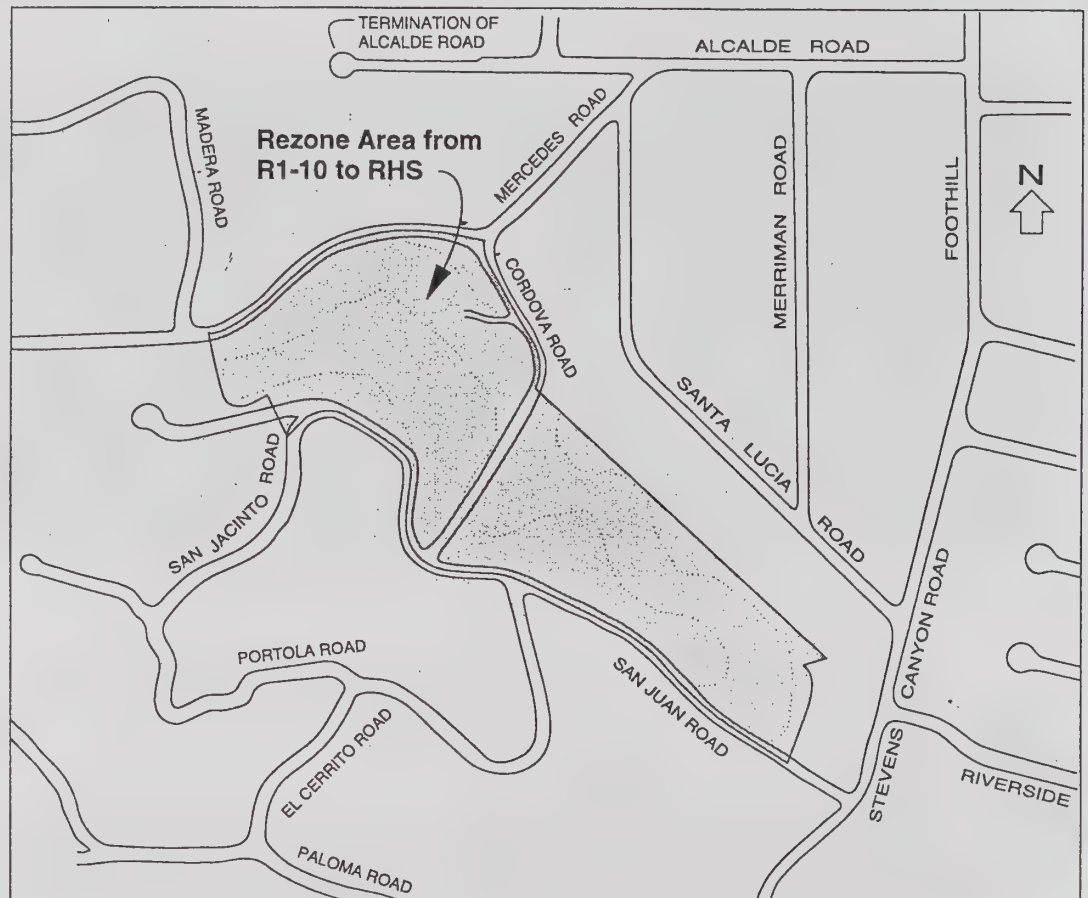 TERMINATION OF
ALCALDE ROAD
ALCALDE ROAD
MADERA ROAD
Rezone Area from
R1-10 to RHS
MERCEDES ROAD
MERRIMAN ROAD
FOOTHILL
N
CORDOVA ROAD
SANTA LUCIA ROAD
SAN JACINTO ROAD
CANYON ROAD
PORTOLA ROAD
SAN JUAN ROAD
EL CERRITO ROAD
STEVENS
RIVERSIDE
PALOMA ROAD